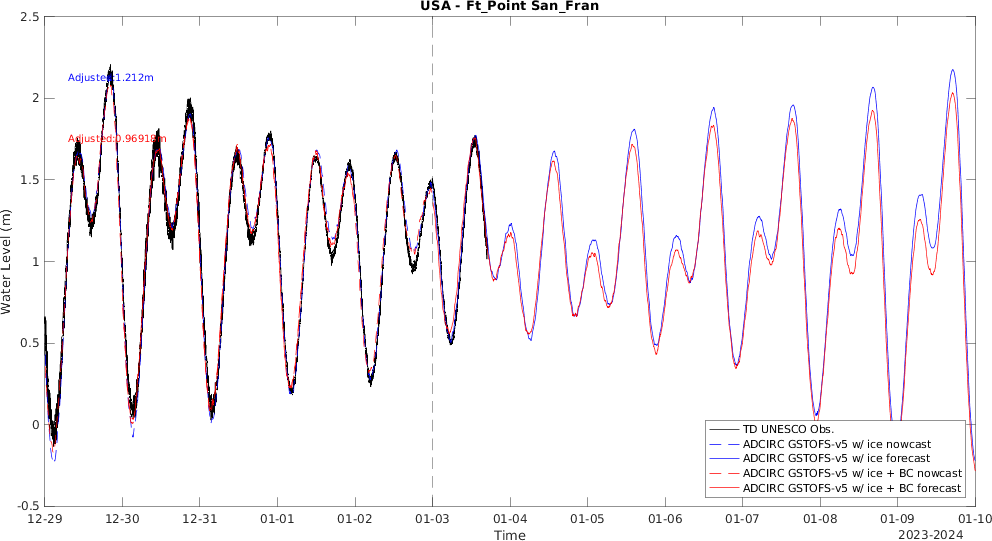 USA - Ft_Point San_Fran
2.5
2
1.5
1
0.5
0
-0.5
Water Level (m)
Adjusted:1.212m
Adjusted:0.96918m
TD UNESCO Obs.
ADCIRC GSTOFS-v5 w/ ice nowcast
ADCIRC GSTOFS-v5 w/ ice forecast
ADCIRC GSTOFS-v5 w/ ice + BC nowcast
ADCIRC GSTOFS-v5 w/ ice + BC forecast
12-29 12-30 12-31 01-01 01-02 01-03 01-04 01-05 01-06 01-07 01-08 01-09 01-10
Time
2023-2024